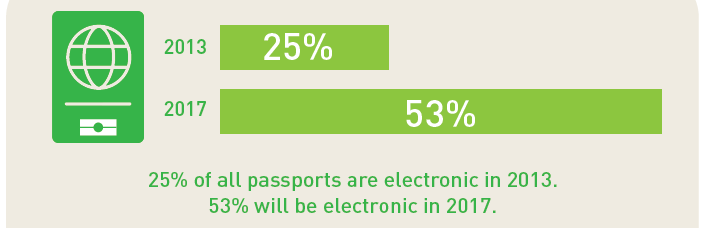 2013
25%
2017
53%
25% of all passports are electronic in 2013.
53% will be electronic in 2017.